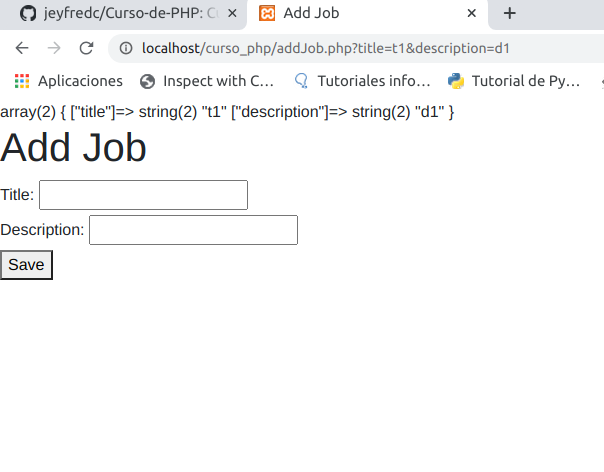 jeyfredc/Curso-de-PHP: Cu
Add Job
localhost/curso_php/addJob.php?title=t1&description=d1
Aplicaciones Inspect with C… Tutoriales info… Tutorial de Py…
array(2) { ["title"]=> string(2) "t1" ["description"]=> string(2) "d1" }
Add Job
Title:
Description:
Save